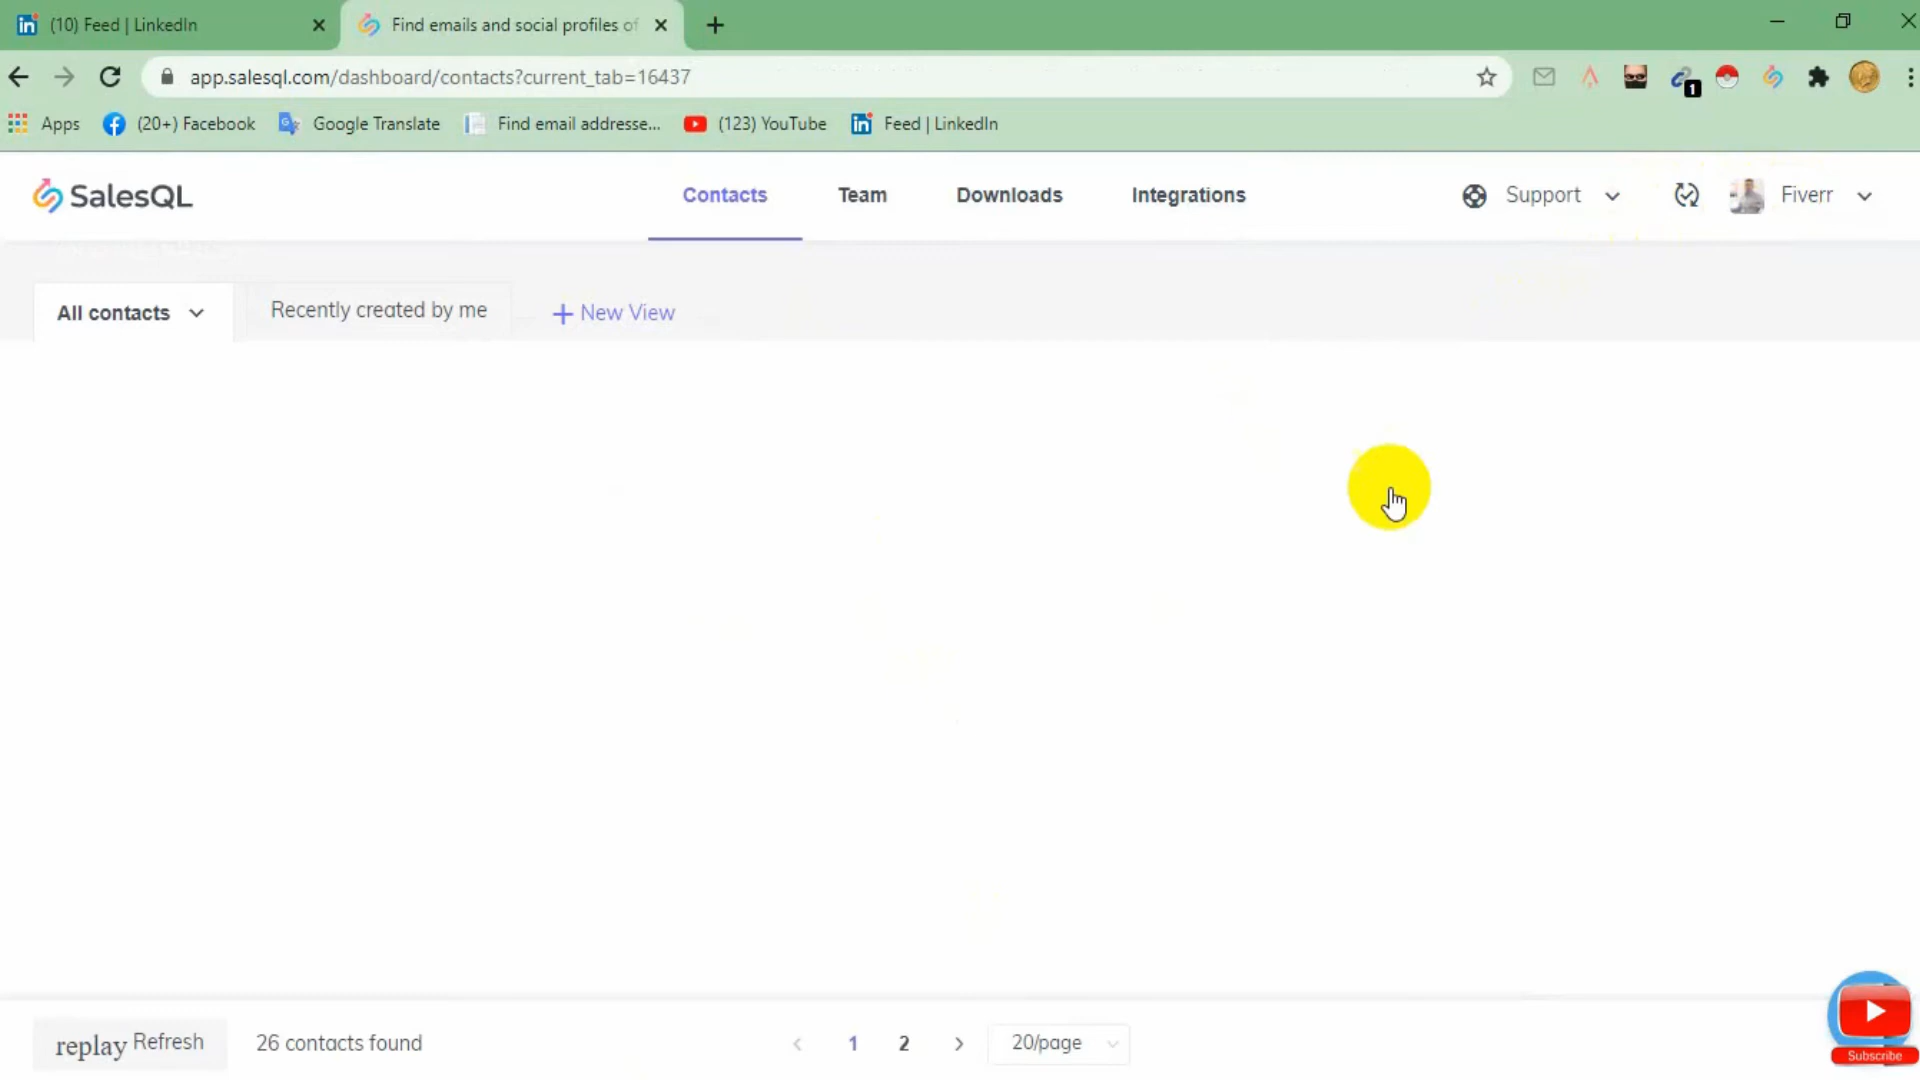 (10) Feed | LinkedIn
Find emails and social profiles of
app.salesql.com/dashboard/contacts?current_tab=16437
1
Apps
(20+) Facebook
Google Translate
Find email addresse...
(123) YouTube
Feed | LinkedIn
SalesQL
Contacts
Team
Downloads
Integrations
Support
Fiverr
All contacts
Recently created by me
+ New View
replay Refresh
26 contacts found
1
2
20/page
Subscribe